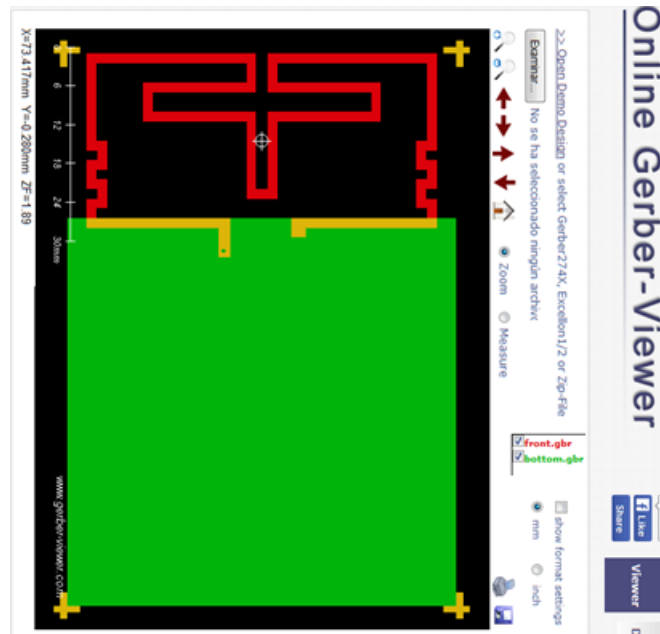 Online Gerber-Viewer
Like
Share
Viewer
>> Open Demo Design or select Gerber274X, Excellon1/2 or Zip-File
Examinar... No se ha seleccionado ningún archivo
Zoom
Measure
front.gbr
bottom.gbr
show format settings
mm
inch
6
12
18
24
30mm
www.gerber-viewer.com
X=73.417mm Y=-0.280mm ZF=1.89